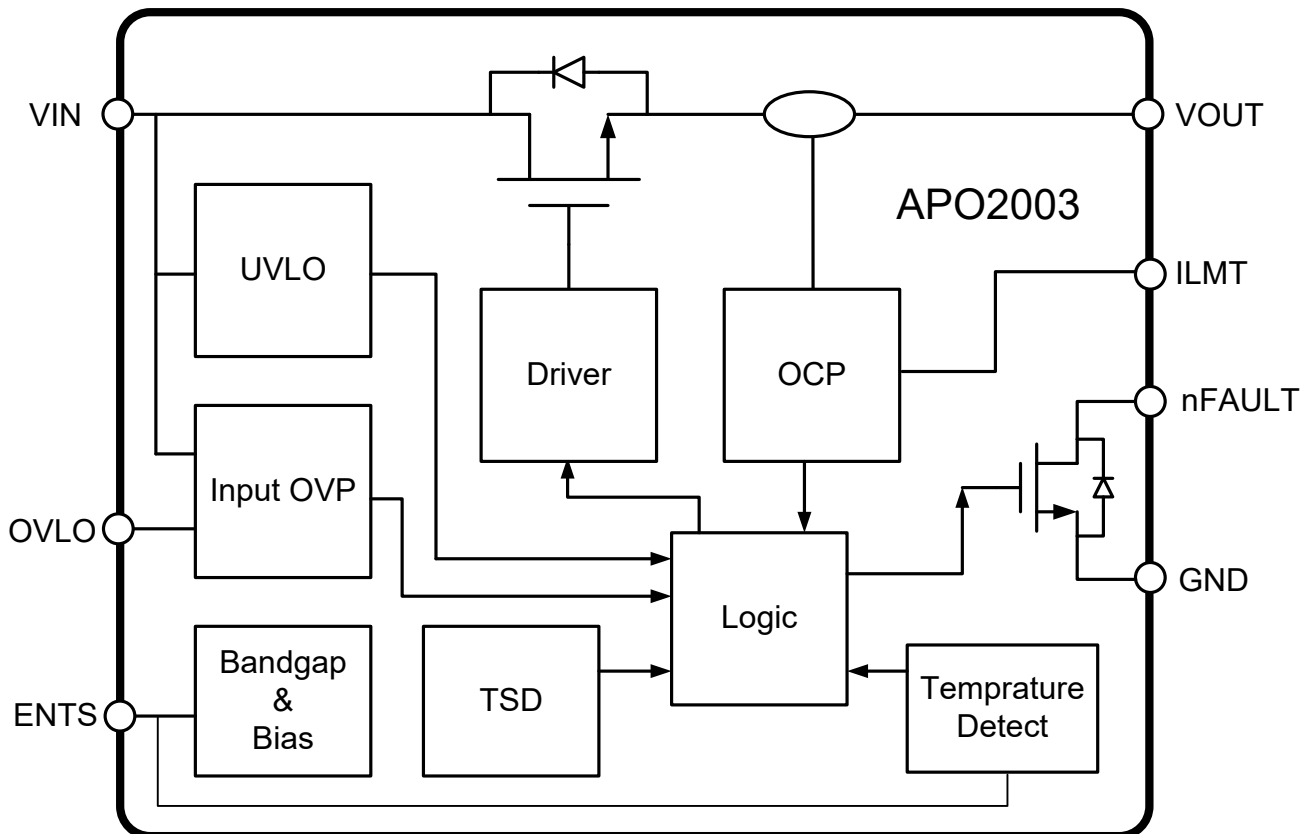 VIN
VOUT
APO2003
UVLO
ILMT
Driver
OCP
nFAULT
Input OVP
OVLO
GND
Logic
Bandgap
&
Bias
TSD
Temprature
Detect
ENTS